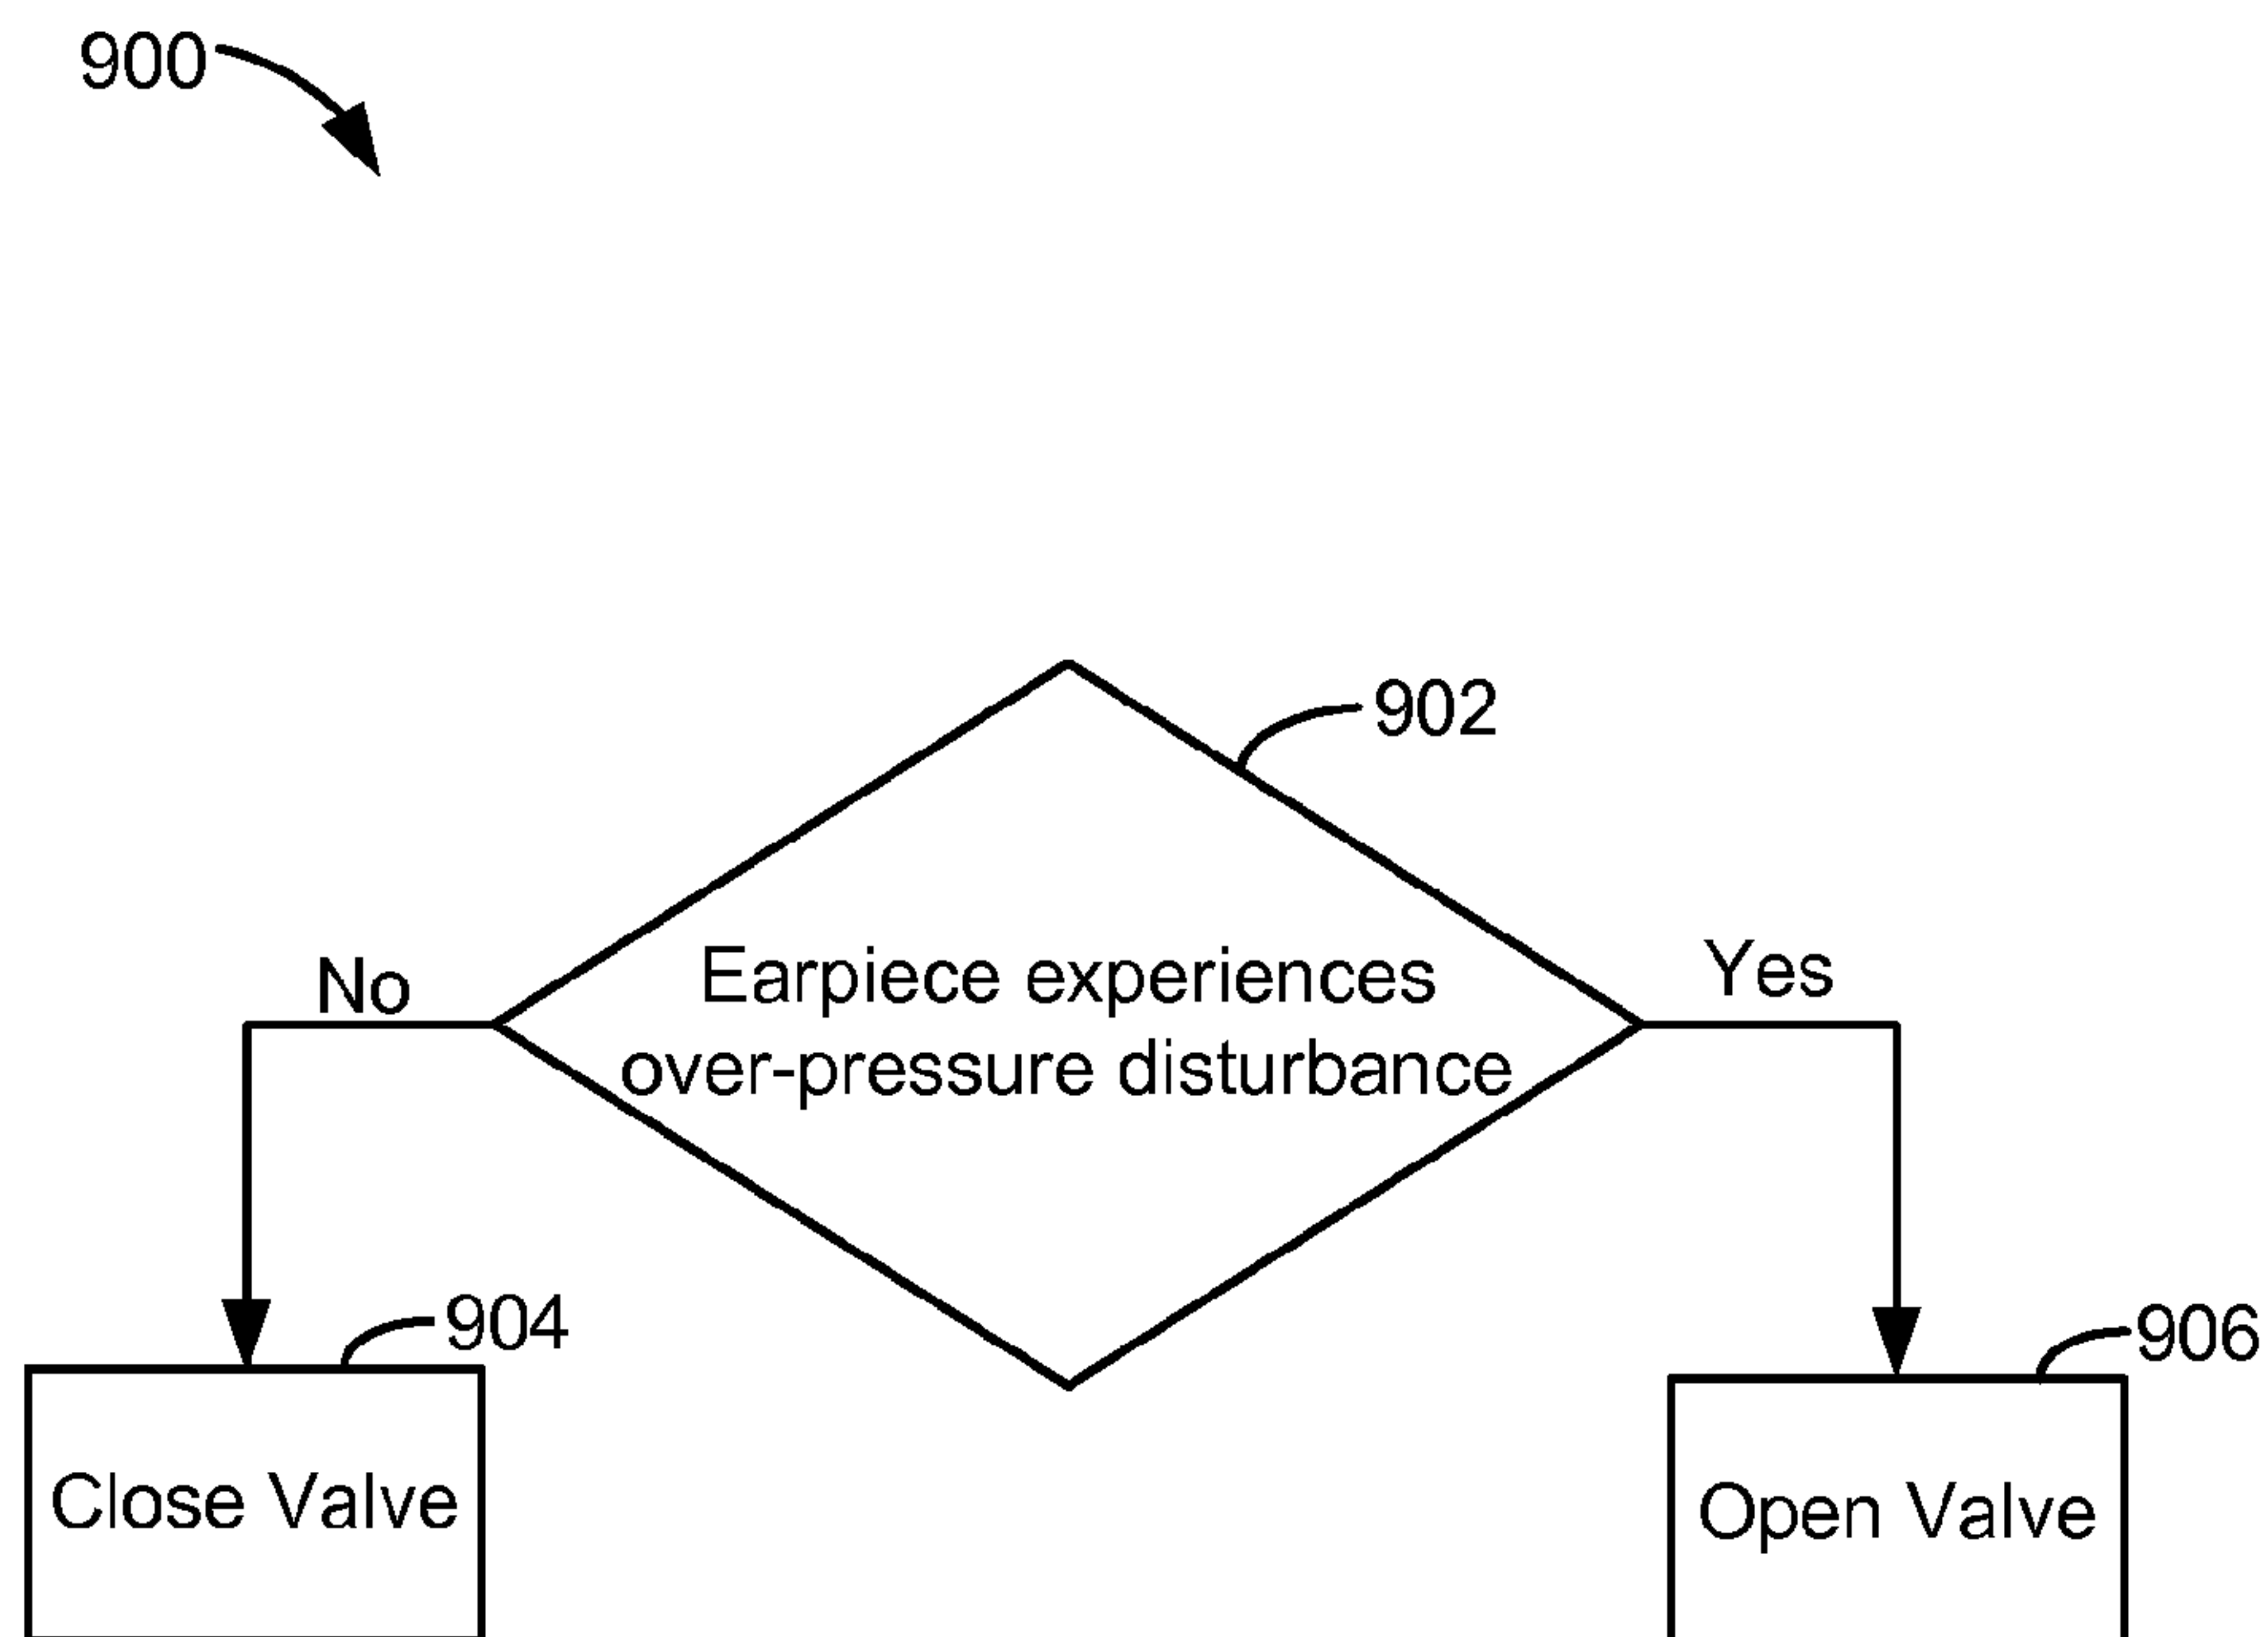 900
902
Earpiece experiences
over-pressure disturbance
No
Yes
904
Close Valve
906
Open Valve